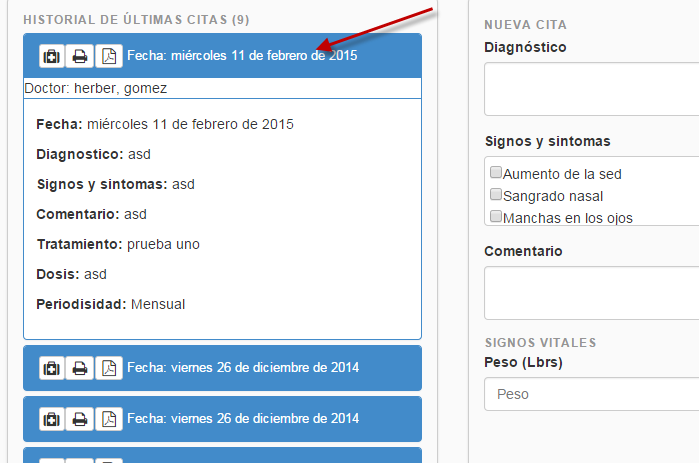 HISTORIAL DE ÚLTIMAS CITAS (9)
Fecha: miércoles 11 de febrero de 2015
Doctor: herber, gomez
Fecha: miércoles 11 de febrero de 2015
Diagnostico: asd
Signos y sintomas: asd
Comentario: asd
Tratamiento: prueba uno
Dosis: asd
Periodisidad: Mensual
Fecha: viernes 26 de diciembre de 2014
Fecha: viernes 26 de diciembre de 2014
NUEVA CITA
Diagnóstico
Signos y sintomas
Aumento de la sed
Sangrado nasal
Manchas en los ojos
Comentario
SIGNOS VITALES
Peso (Lbrs)
Peso